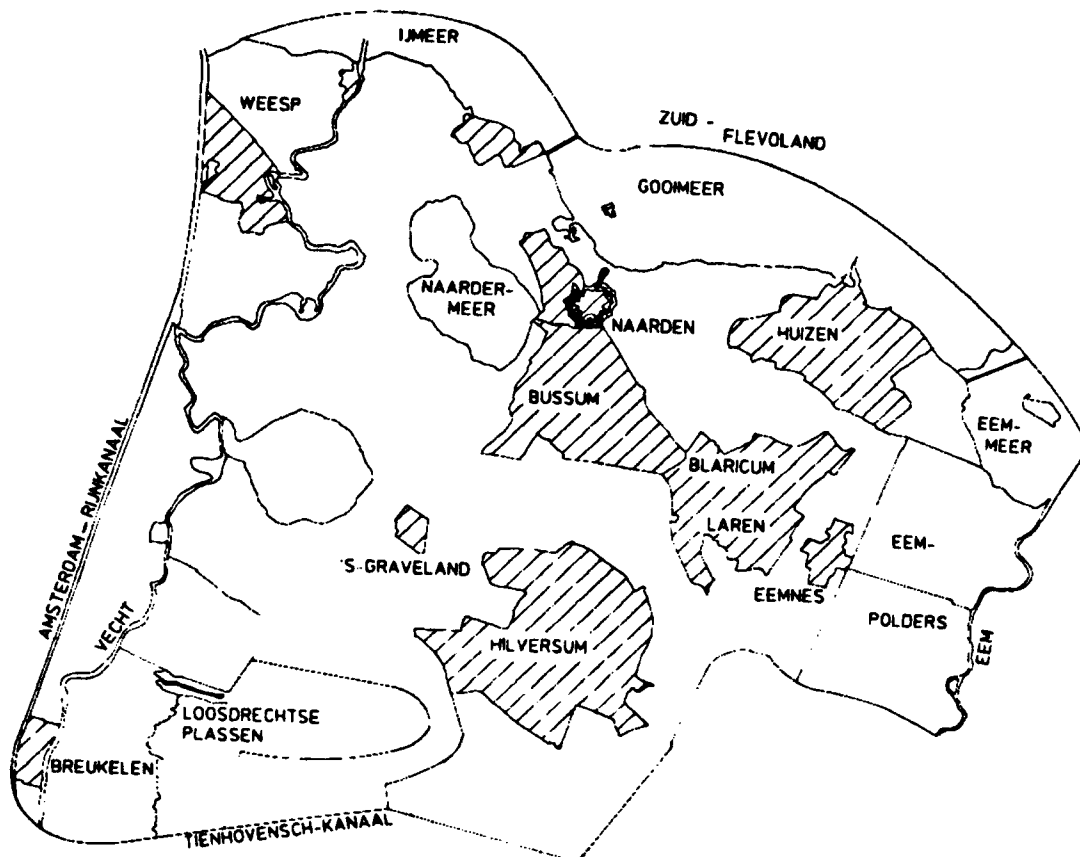 IJMEER
WEESP
ZUID -
FLEVOLAND
GOOIMEER
NAARDER-
MEER
NAARDEN
HUIZEN
BUSSUM
EEM-
MEER
BLARICUM
LAREN
EEM-
'S-GRAVELAND
EEMNES
POLDERS
AMSTERDAM - RIJNKANAAL
VECHT
HILVERSUM
EEM
LOOSDRECHTSE
PLASSEN
BREUKELEN
TIENHOVENSCH-KANAAL